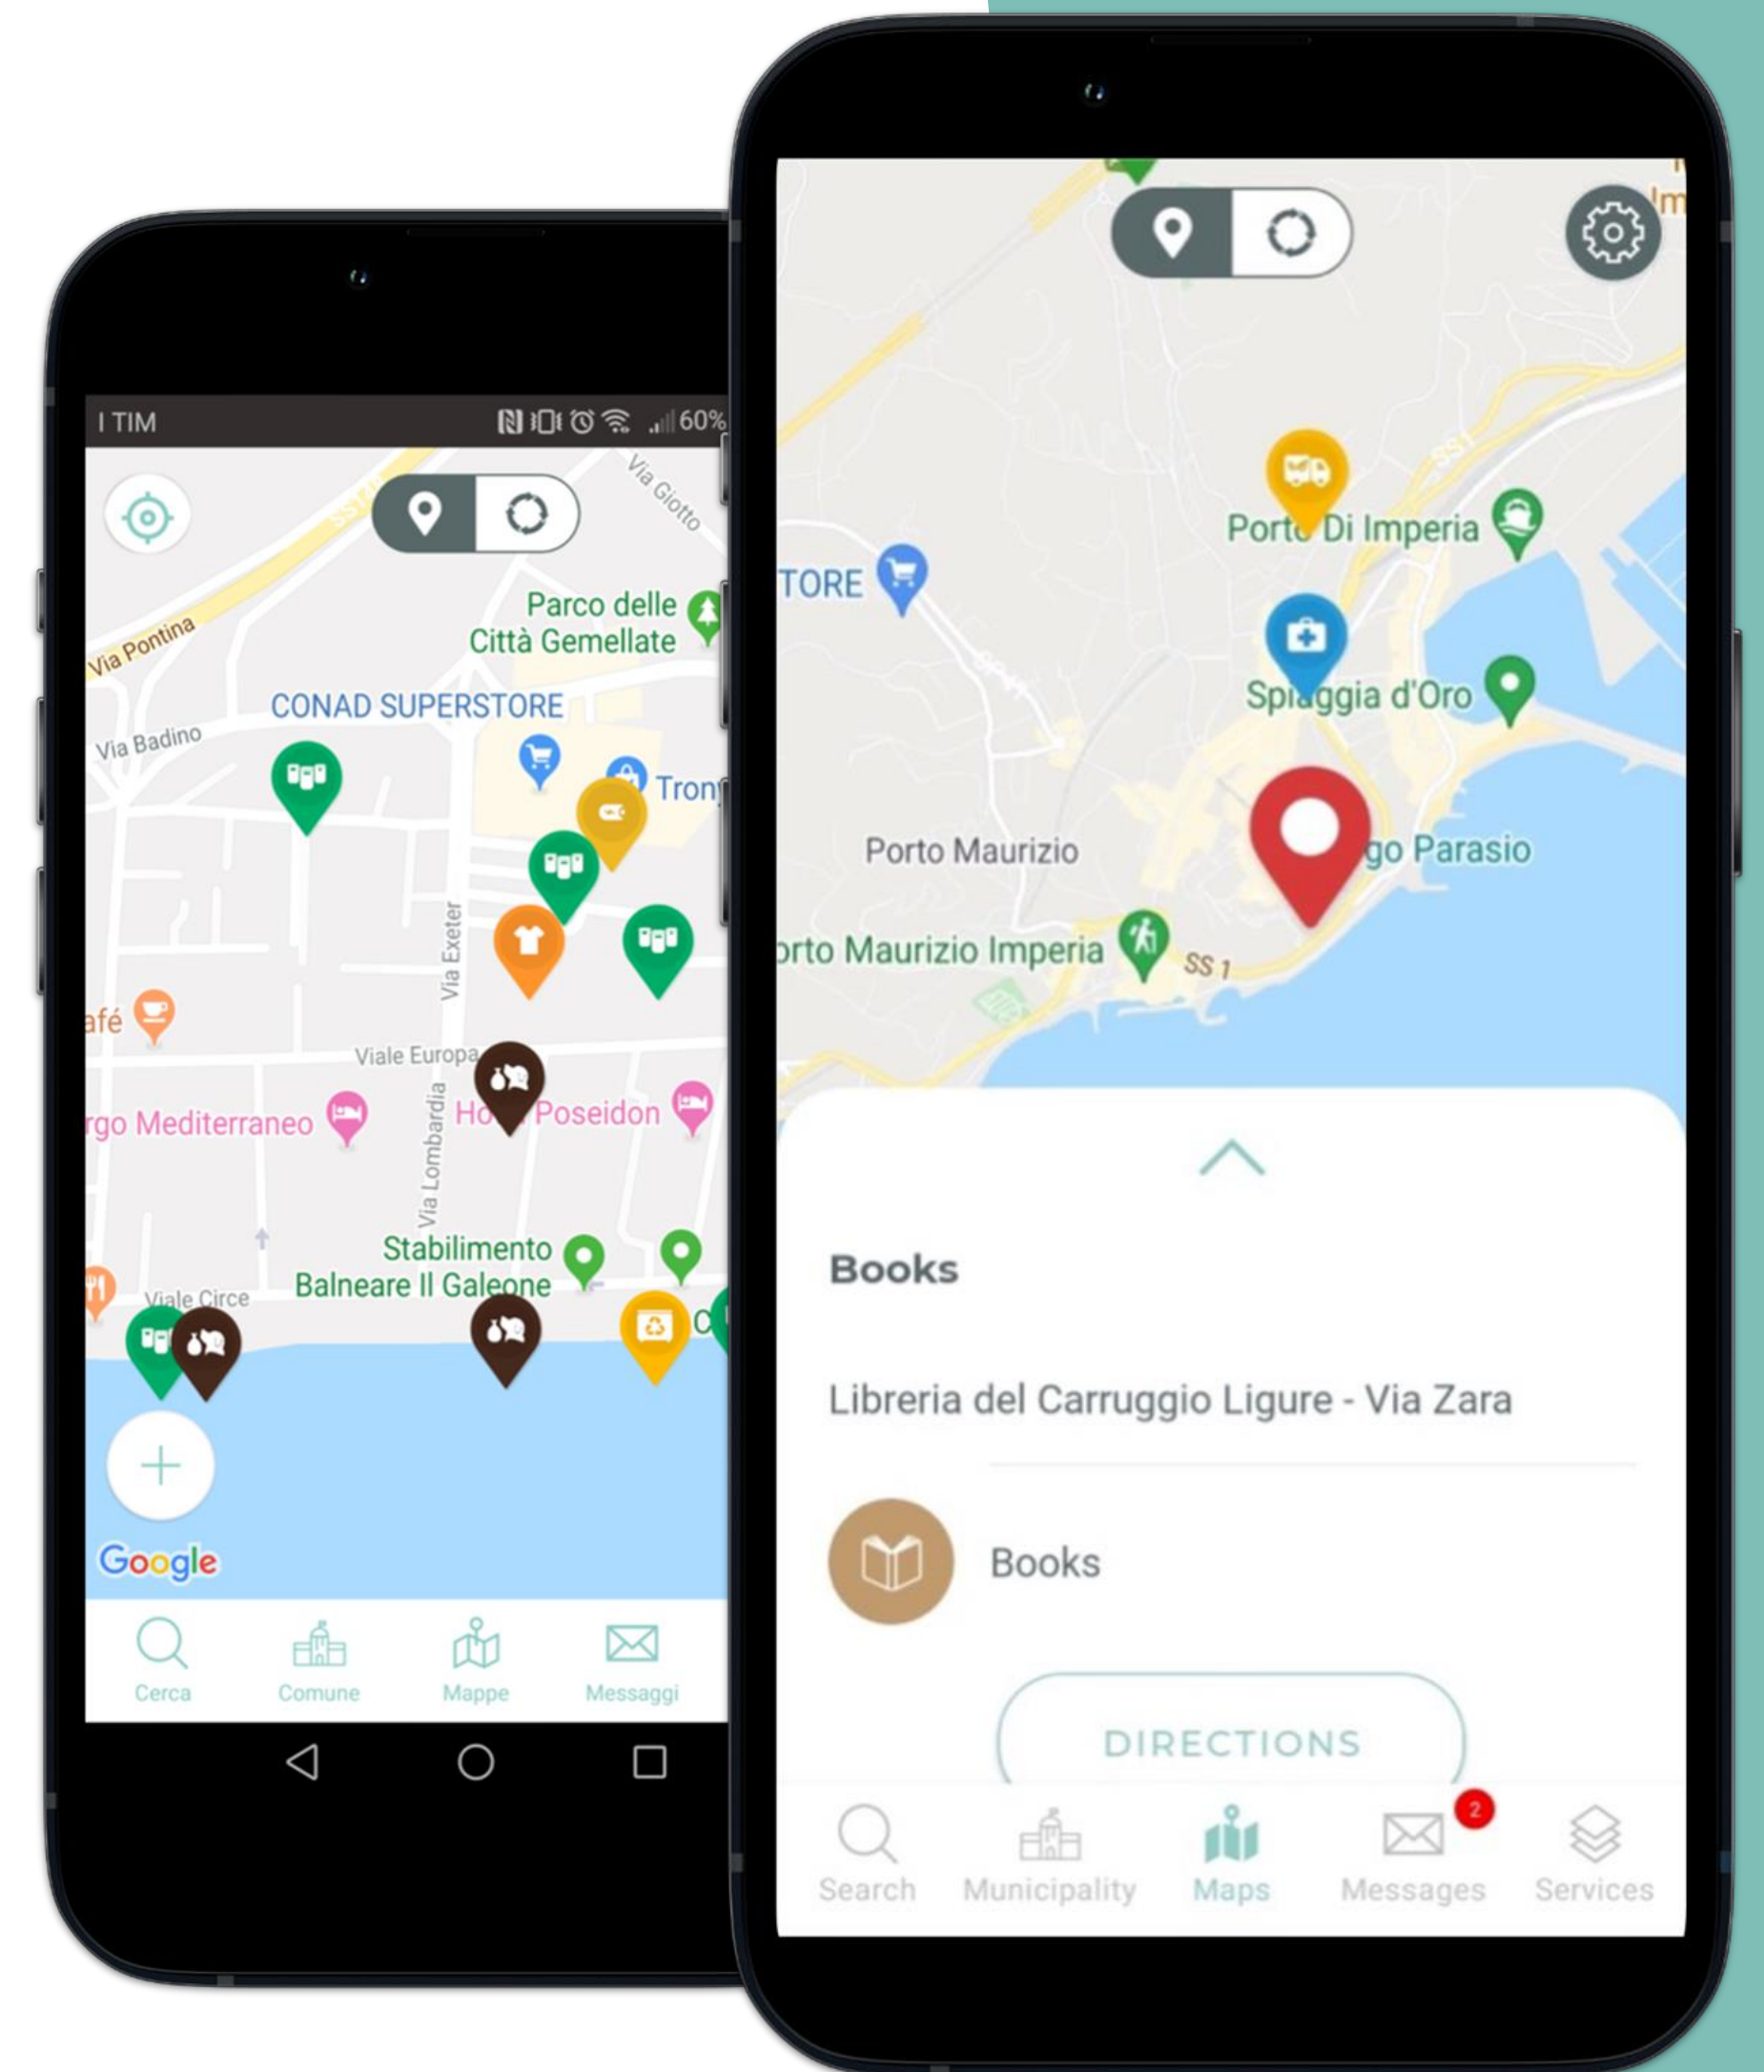 I TIM
60%
Via Giotto
Via Pontina
Parco delle
Città Gemellate
CONAD SUPERSTORE
Via Badino
Trony
Via Exeter
afé
Viale Europa
rgo Mediterraneo
Poseidon
Via Lombardia
Stabilimento
Balneare Il Galeone
Viale Circe
Google
Cerca
Comune
Mappe
Messaggi
SS1
Porto Di Imperia
TORE
Spiaggia d'Oro
Porto Maurizio
go Parasio
orto Maurizio Imperia
SS 1
Books
Libreria del Carruggio Ligure - Via Zara
Books
DIRECTIONS
2
Search
Municipality
Maps
Messages
Services